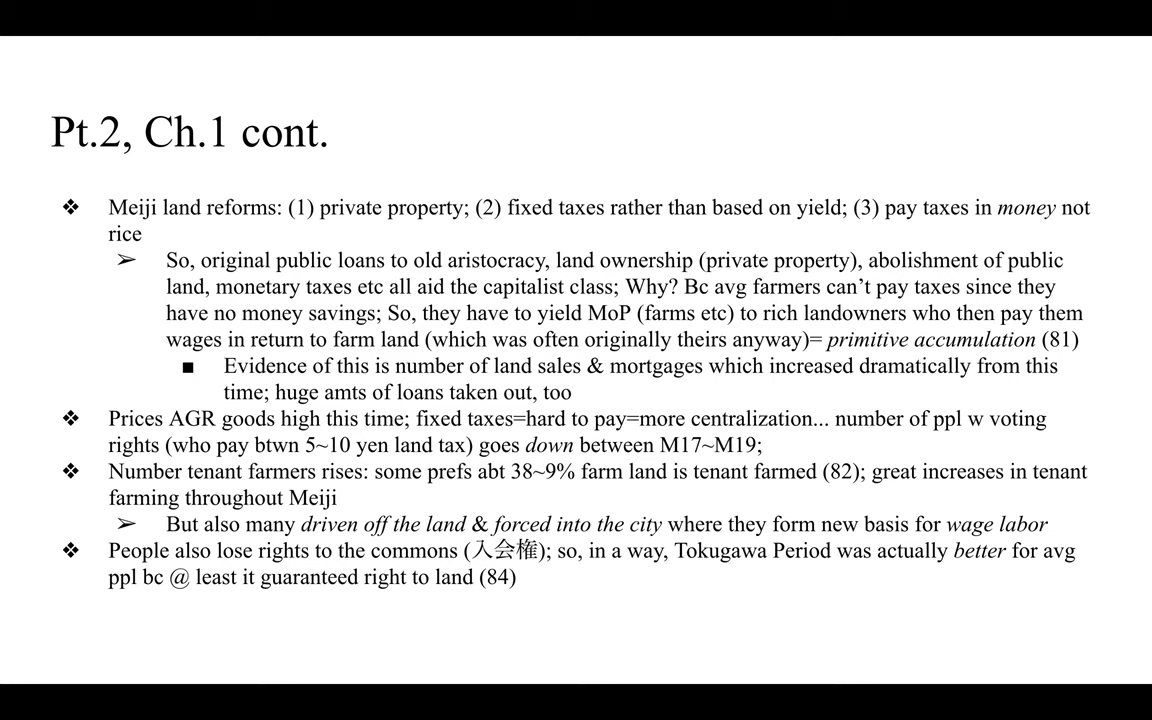 Pt.2, Ch.1 cont.
❖ Meiji land reforms: (1) private property; (2) fixed taxes rather than based on yield; (3) pay taxes in money not
rice
➢ So, original public loans to old aristocracy, land ownership (private property), abolishment of public
land, monetary taxes etc all aid the capitalist class; Why? Bc avg farmers can’t pay taxes since they
have no money savings; So, they have to yield MoP (farms etc) to rich landowners who then pay them
wages in return to farm land (which was often originally theirs anyway)= primitive accumulation (81)
■ Evidence of this is number of land sales & mortgages which increased dramatically from this
time; huge amts of loans taken out, too
❖ Prices AGR goods high this time; fixed taxes=hard to pay=more centralization... number of ppl w voting
rights (who pay btwn 5~10 yen land tax) goes down between M17~M19;
❖ Number tenant farmers rises: some prefs abt 38~9% farm land is tenant farmed (82); great increases in tenant
farming throughout Meiji
➢ But also many driven off the land & forced into the city where they form new basis for wage labor
❖ People also lose rights to the commons (入会権); so, in a way, Tokugawa Period was actually better for avg
ppl bc @ least it guaranteed right to land (84)